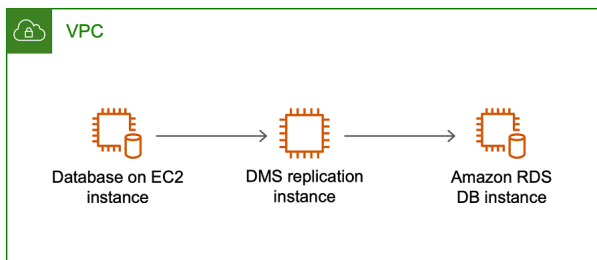 VPC
Database on EC2
instance
DMS replication
instance
Amazon RDS
DB instance